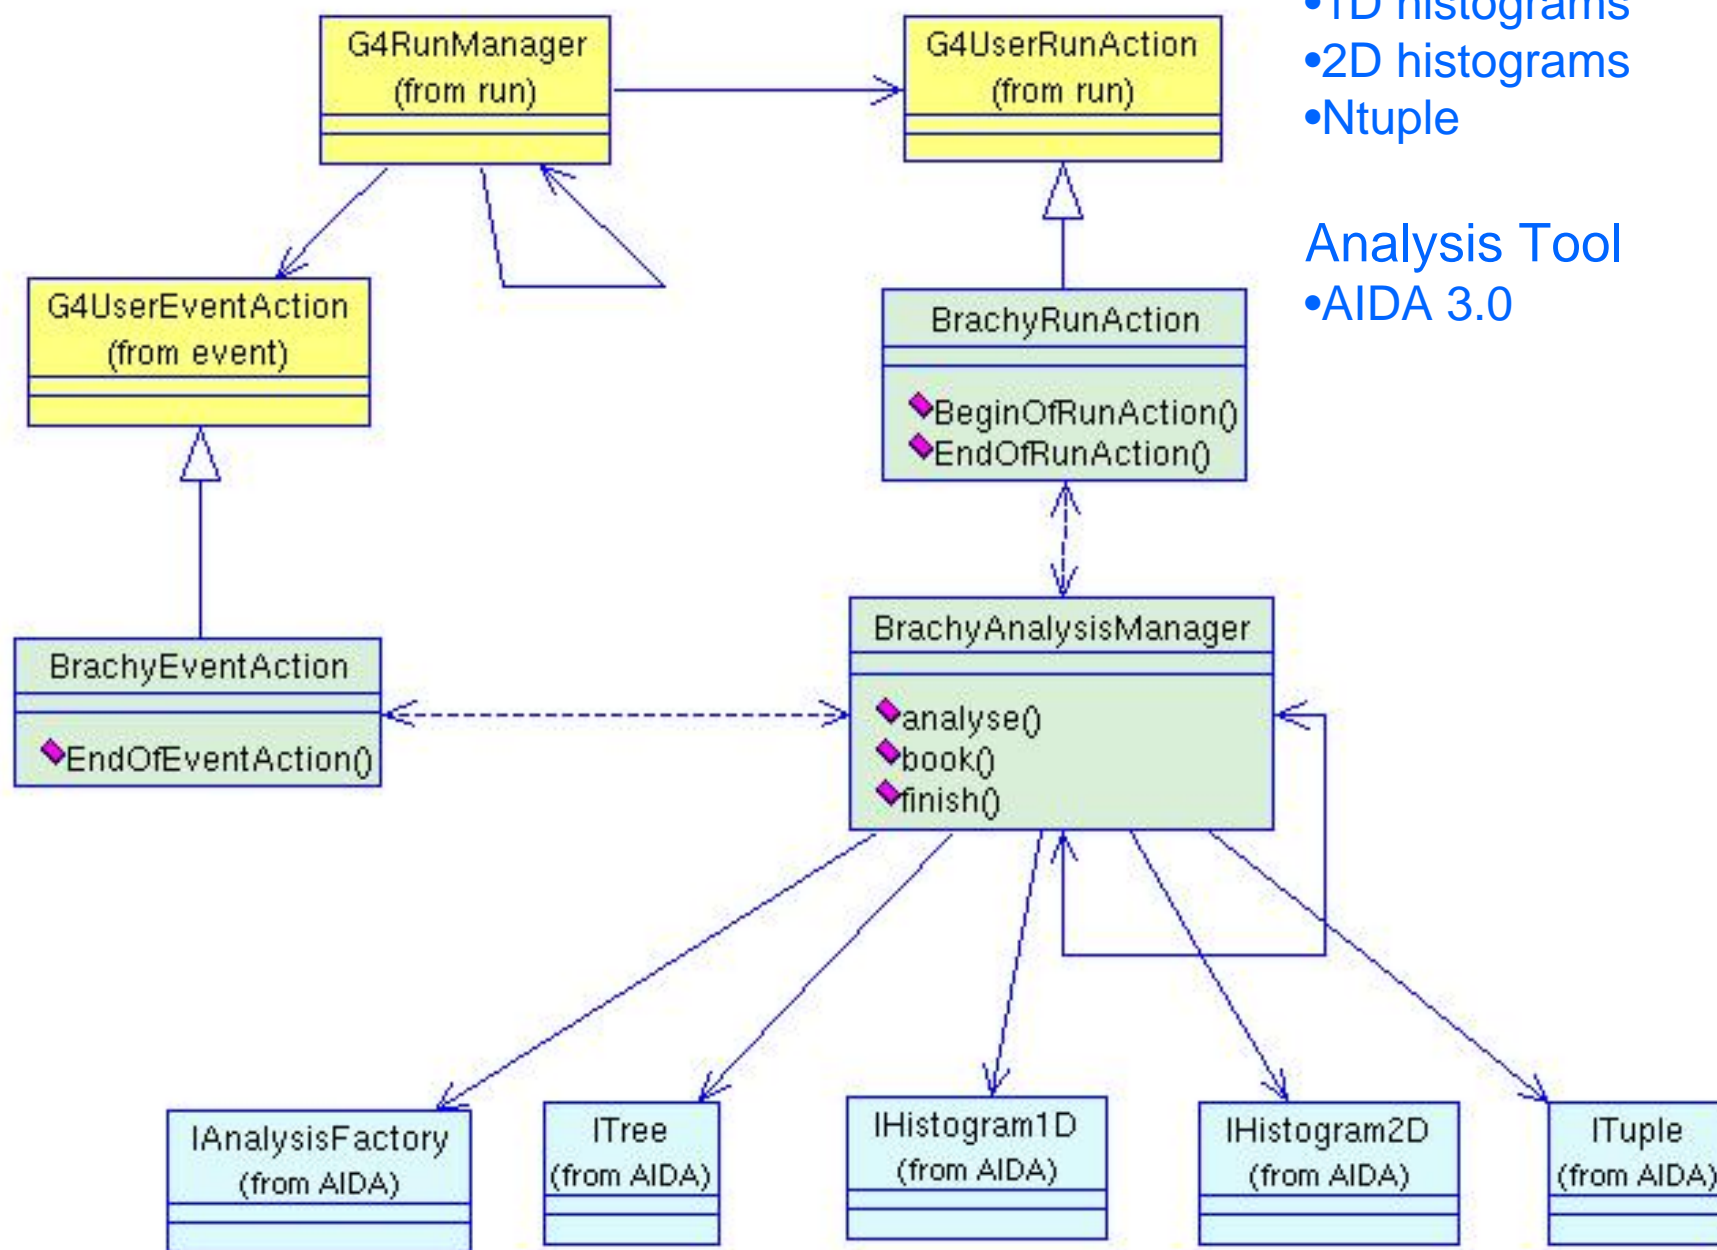 •1D histograms
•2D histograms
•Ntuple
Analysis Tool
•AIDA 3.0
G4RunManager
(from run)
G4UserRunAction
(from run)
G4UserEventAction
(from event)
BrachyRunAction
BeginOfRunAction()
EndOfRunAction()
BrachyEventAction
EndOfEventAction()
BrachyAnalysisManager
analyse()
book()
finish()
IAnalysisFactory
(from AIDA)
ITree
(from AIDA)
IHistogram1D
(from AIDA)
IHistogram2D
(from AIDA)
ITuple
(from AIDA)